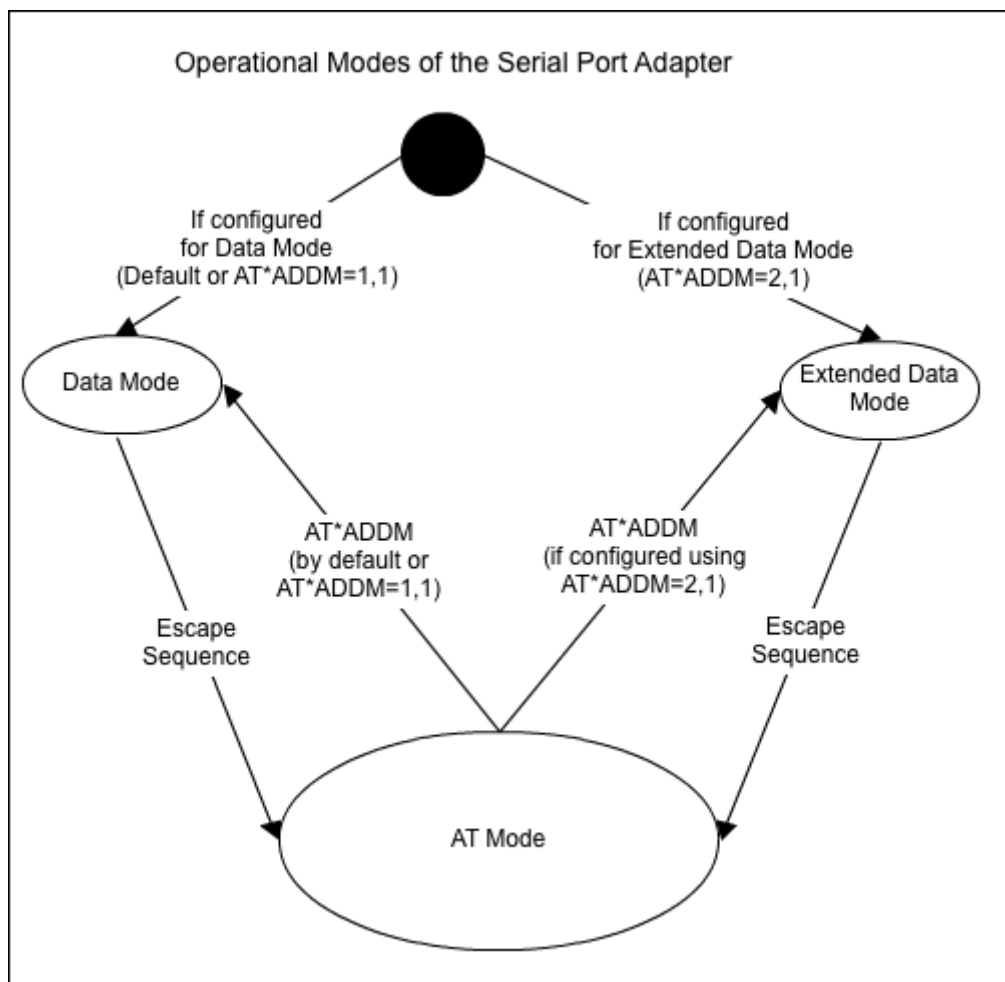 Operational Modes of the Serial Port Adapter
If configured
for Data Mode
(Default or AT*ADDM=1,1)
If configured
for Extended Data Mode
(AT*ADDM=2,1)
Data Mode
Extended Data
Mode
AT*ADDM
(by default or
AT*ADDM=1,1)
AT*ADDM
(if configured using
AT*ADDM=2,1)
Escape
Sequence
Escape
Sequence
AT Mode